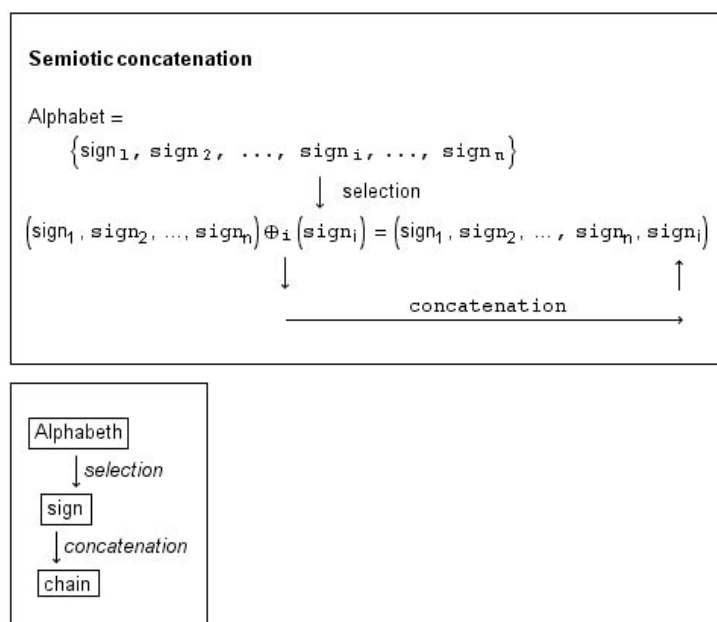 Semiotic concatenation
Alphabet =
{sign₁, sign₂, ..., signᵢ, ..., signₙ}
selection
(sign₁, sign₂, ..., signₙ) ⊕ᵢ (signᵢ) = (sign₁, sign₂, ..., signₙ, signᵢ)
concatenation
Alphabeth
selection
sign
concatenation
chain